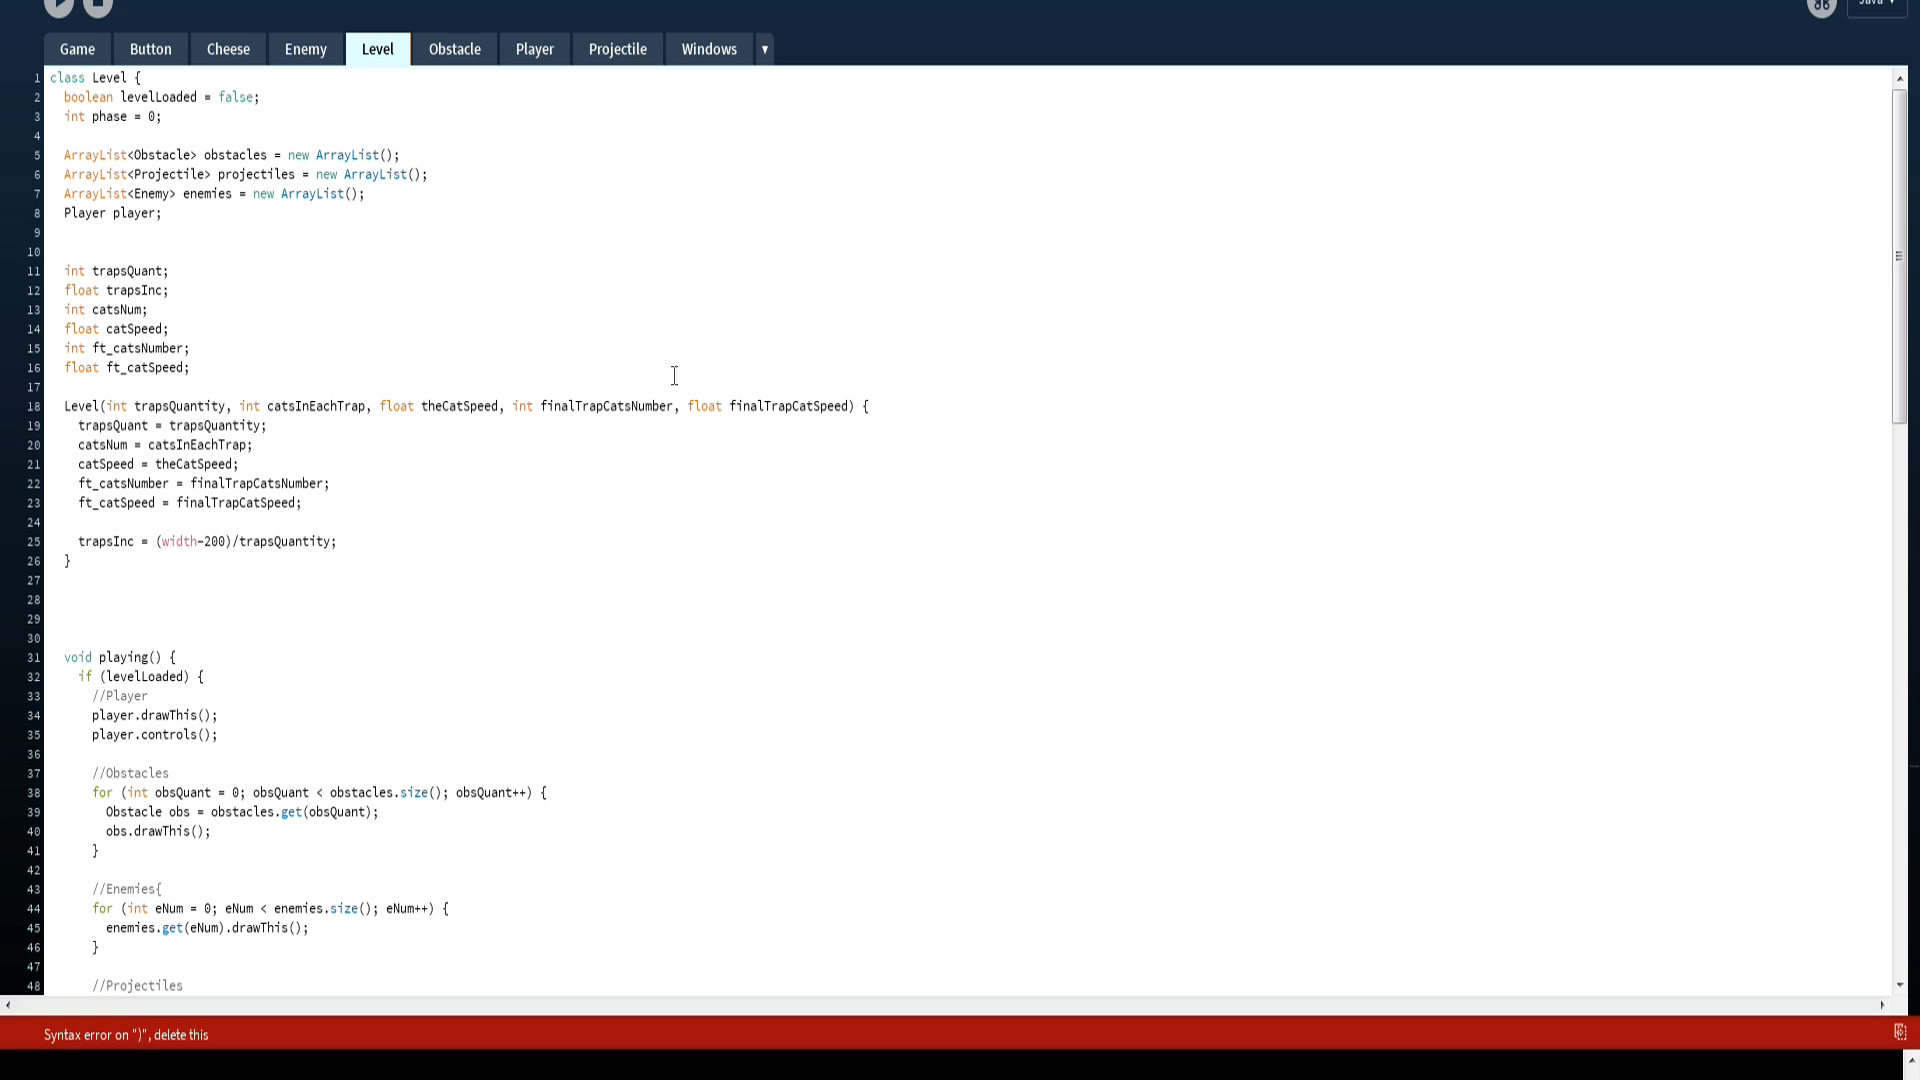 Java ▾
Game Button Cheese Enemy Level Obstacle Player Projectile Windows ▾
1 class Level {
2   boolean levelLoaded = false;
3   int phase = 0;
4
5   ArrayList<Obstacle> obstacles = new ArrayList();
6   ArrayList<Projectile> projectiles = new ArrayList();
7   ArrayList<Enemy> enemies = new ArrayList();
8   Player player;
9
10
11   int trapsQuant;
12   float trapsInc;
13   int catsNum;
14   float catSpeed;
15   int ft_catsNumber;
16   float ft_catSpeed;
17
18   Level(int trapsQuantity, int catsInEachTrap, float theCatSpeed, int finalTrapCatsNumber, float finalTrapCatSpeed) {
19     trapsQuant = trapsQuantity;
20     catsNum = catsInEachTrap;
21     catSpeed = theCatSpeed;
22     ft_catsNumber = finalTrapCatsNumber;
23     ft_catSpeed = finalTrapCatSpeed;
24
25     trapsInc = (width-200)/trapsQuantity;
26   }
27
28
29
30
31   void playing() {
32     if (levelLoaded) {
33       //Player
34       player.drawThis();
35       player.controls();
36
37       //Obstacles
38       for (int obsQuant = 0; obsQuant < obstacles.size(); obsQuant++) {
39         Obstacle obs = obstacles.get(obsQuant);
40         obs.drawThis();
41       }
42
43       //Enemies{
44       for (int eNum = 0; eNum < enemies.size(); eNum++) {
45         enemies.get(eNum).drawThis();
46       }
47
48       //Projectiles
Syntax error on ")", delete this